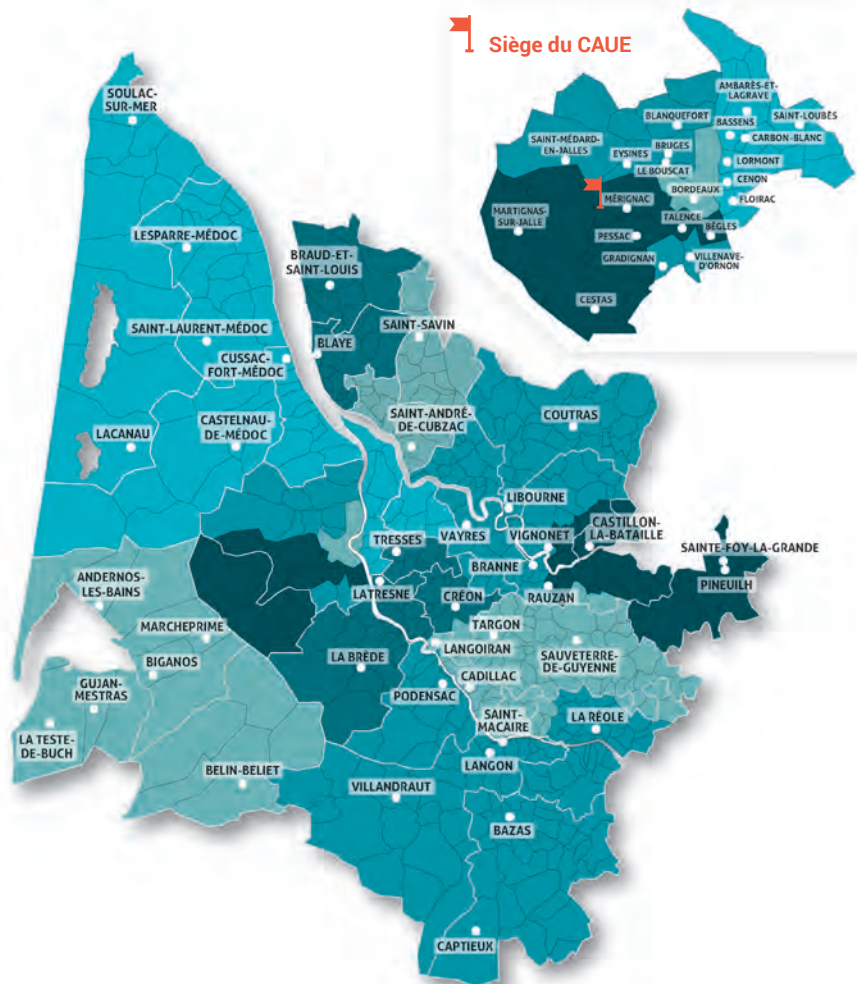 Siège du CAUE
AMBARÈS-ET-
LAGRAVE
BLANQUEFORT
SAINT-LOUBÈS
BASSENS
CARBON-BLANC
SAINT-MÉDARD-
EN-JALLES
EYSINES
BRUGES
LE BOUSCAT
LORMONT
CENON
BORDEAUX
FLOIRAC
MÉRIGNAC
MARTIGNAS-
SUR-JALLE
TALENCE
BÈGLES
PESSAC
GRADIGNAN
VILLENAVE-
D'ORNON
CESTAS
SOULAC-
SUR-MER
LESPARRE-MÉDOC
BRAUD-ET-
SAINT-LOUIS
SAINT-LAURENT-MÉDOC
SAINT-SAVIN
BLAYE
CUSSAC-
FORT-MÉDOC
LACANAU
CASTELNAU-
DE-MÉDOC
SAINT-ANDRÉ-
DE-CUBZAC
COUTRAS
LIBOURNE
VAYRES
VIGNONET
CASTILLON-
LA-BATAILLE
TRESSES
SAINTE-FOY-LA-GRANDE
BRANNE
PINEUILH
ANDERNOS-
LES-BAINS
LATRESNE
CRÉON
RAUZAN
MARCHEPRIME
TARGON
LANGOIRAN
SAUVETERRE-
DE-GUYENNE
BIGANOS
LA BRÈDE
CADILLAC
GUJAN-
MESTRAS
PODENSAC
LA TESTE-
DE-BUCH
SAINT-
MACAIRE
LA RÉOLE
LANGON
BELIN-BELIET
VILLANDRAUT
BAZAS
CAPTIEUX